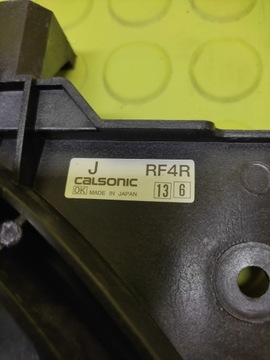 J RF4R
calsonic 13 6
OK MADE IN JAPAN